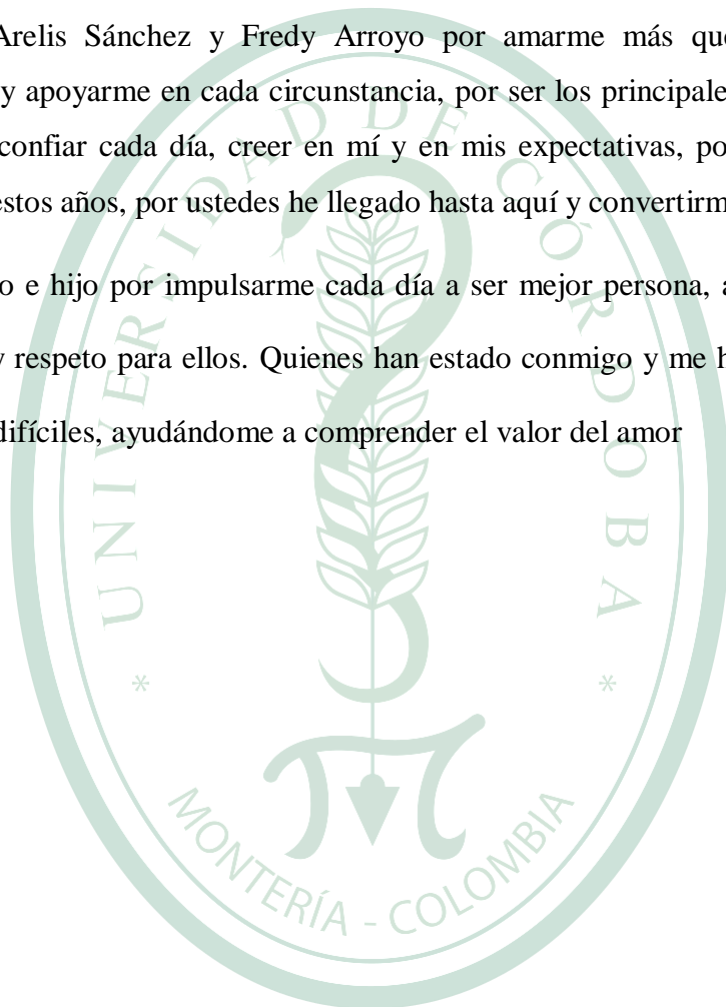 Arelis Sánchez y Fredy Arroyo por amarme más que
y apoyarme en cada circunstancia, por ser los principale
confiar cada día, creer en mí y en mis expectativas, po
estos años, por ustedes he llegado hasta aquí y convertirm
o e hijo por impulsarme cada día a ser mejor persona, a
y respeto para ellos. Quienes han estado conmigo y me h
difíciles, ayudándome a comprender el valor del amor
* UNIVERSIDAD DE CÓRDOBA *
MONTERÍA - COLOMBIA